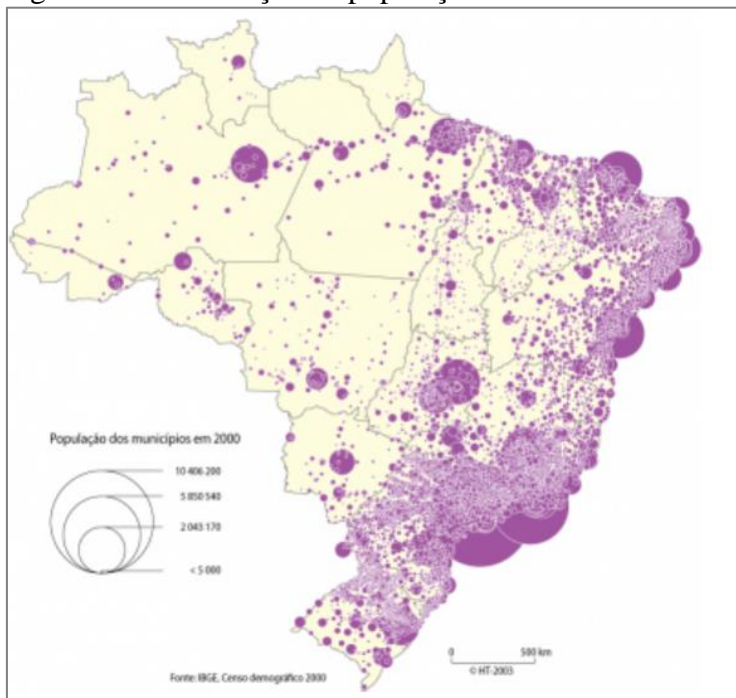 População dos municípios em 2000
10 406 200
5 850 540
2 043 170
< 5 000
0 500 km
© HT-2003
Fonte: IBGE, Censo demográfico 2000